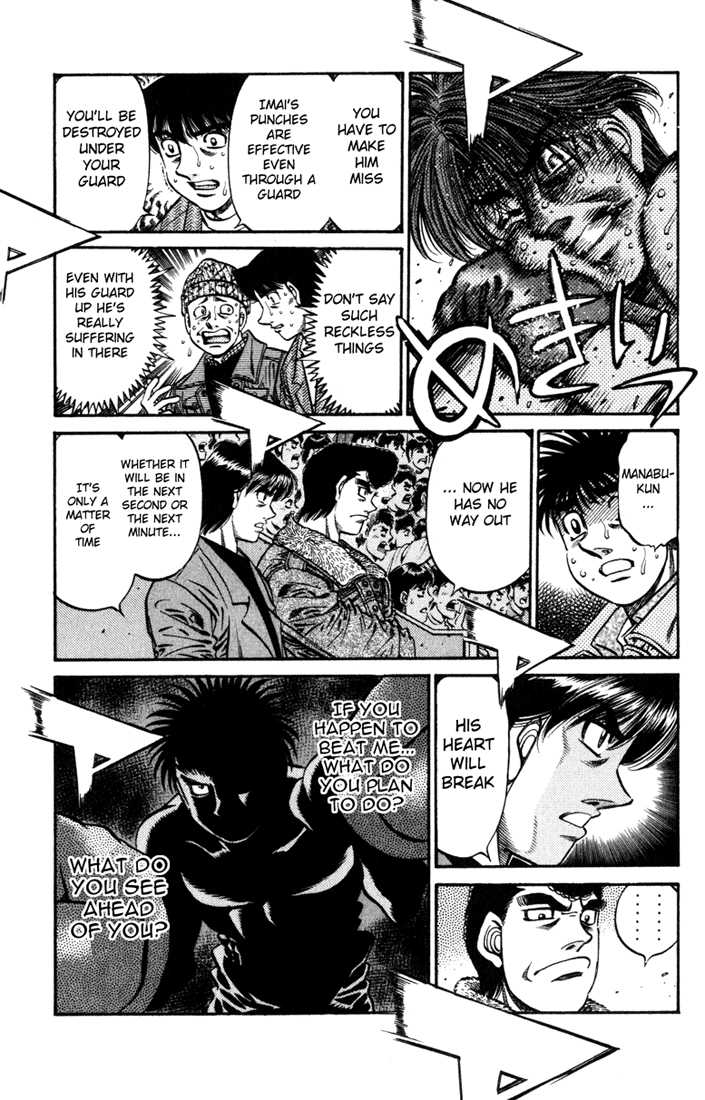 めきいっ
YOU
HAVE TO
MAKE
HIM
MISS
IMAI'S
PUNCHES
ARE
EFFECTIVE
EVEN
THROUGH A
GUARD
YOU'LL BE
DESTROYED
UNDER
YOUR
GUARD
DON'T SAY
SUCH
RECKLESS
THINGS
EVEN WITH
HIS GUARD
UP HE'S
REALLY
SUFFERING
IN THERE
MANABU-
KUN
...
... NOW HE
HAS NO
WAY OUT
WHETHER IT
WILL BE IN
THE NEXT
SECOND OR
THE NEXT
MINUTE...
IT'S
ONLY A
MATTER
OF
TIME
HIS
HEART
WILL
BREAK
......
IF YOU
HAPPEN TO
BEAT ME...
WHAT DO
YOU PLAN
TO DO?
WHAT DO
YOU SEE
AHEAD
OF YOU?